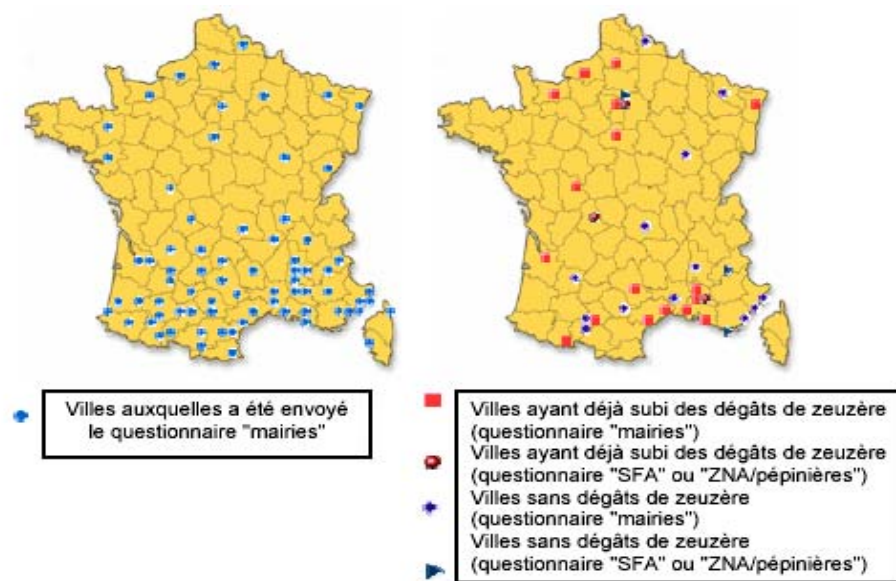 Villes auxquelles a été envoyé
le questionnaire "mairies"
Villes ayant déjà subi des dégâts de zeuzère
(questionnaire "mairies")
Villes ayant déjà subi des dégâts de zeuzère
(questionnaire "SFA" ou "ZNA/pépinières")
Villes sans dégâts de zeuzère
(questionnaire "mairies")
Villes sans dégâts de zeuzère
(questionnaire "SFA" ou "ZNA/pépinières")